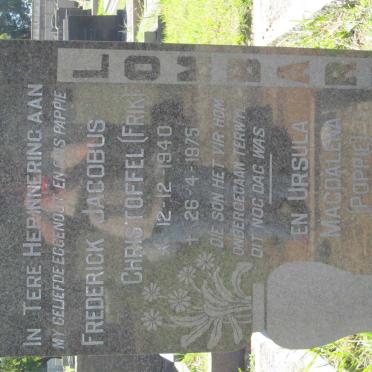 IN TERE HERINNERING AAN
MY GELIEFDE EGGENOOT EN ONS PAPPIE
LOMBAR
FREDERICK JACOBUS
CHRISTOFFEL (FRIK)
12-12-1940
26-4-1975
DIE SON HET VIR HOM
ONDERGEGAAN TERWYL
DIT NOG DAG WAS
EN URSULA
MAGDALENA
(POPPIE)